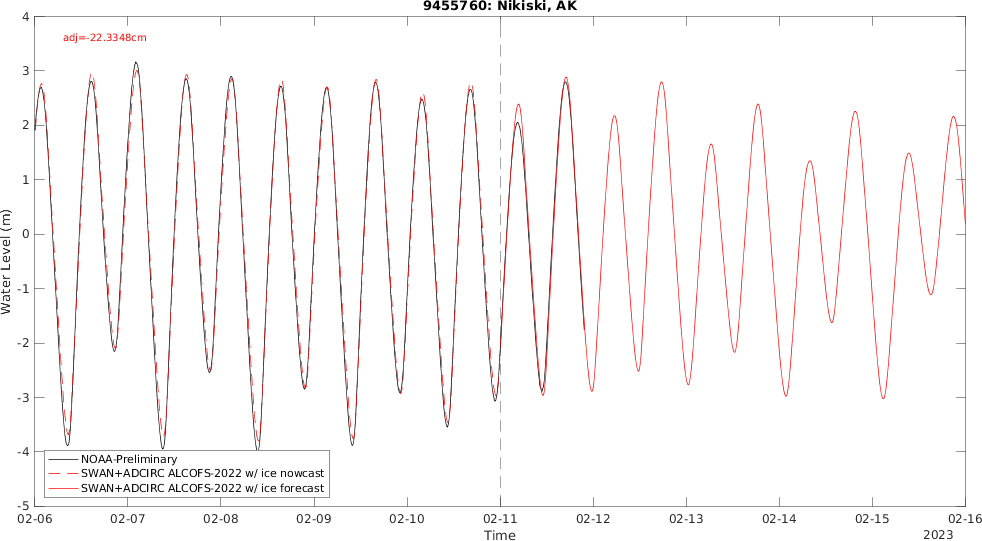 9455760: Nikiski, AK
adj=-22.3348cm
4
3
2
1
0
-1
-2
-3
-4
-5
Water Level (m)
NOAA-Preliminary
SWAN+ADCIRC ALCOFS-2022 w/ ice nowcast
SWAN+ADCIRC ALCOFS-2022 w/ ice forecast
02-06 02-07 02-08 02-09 02-10 02-11 02-12 02-13 02-14 02-15 02-16
Time
2023